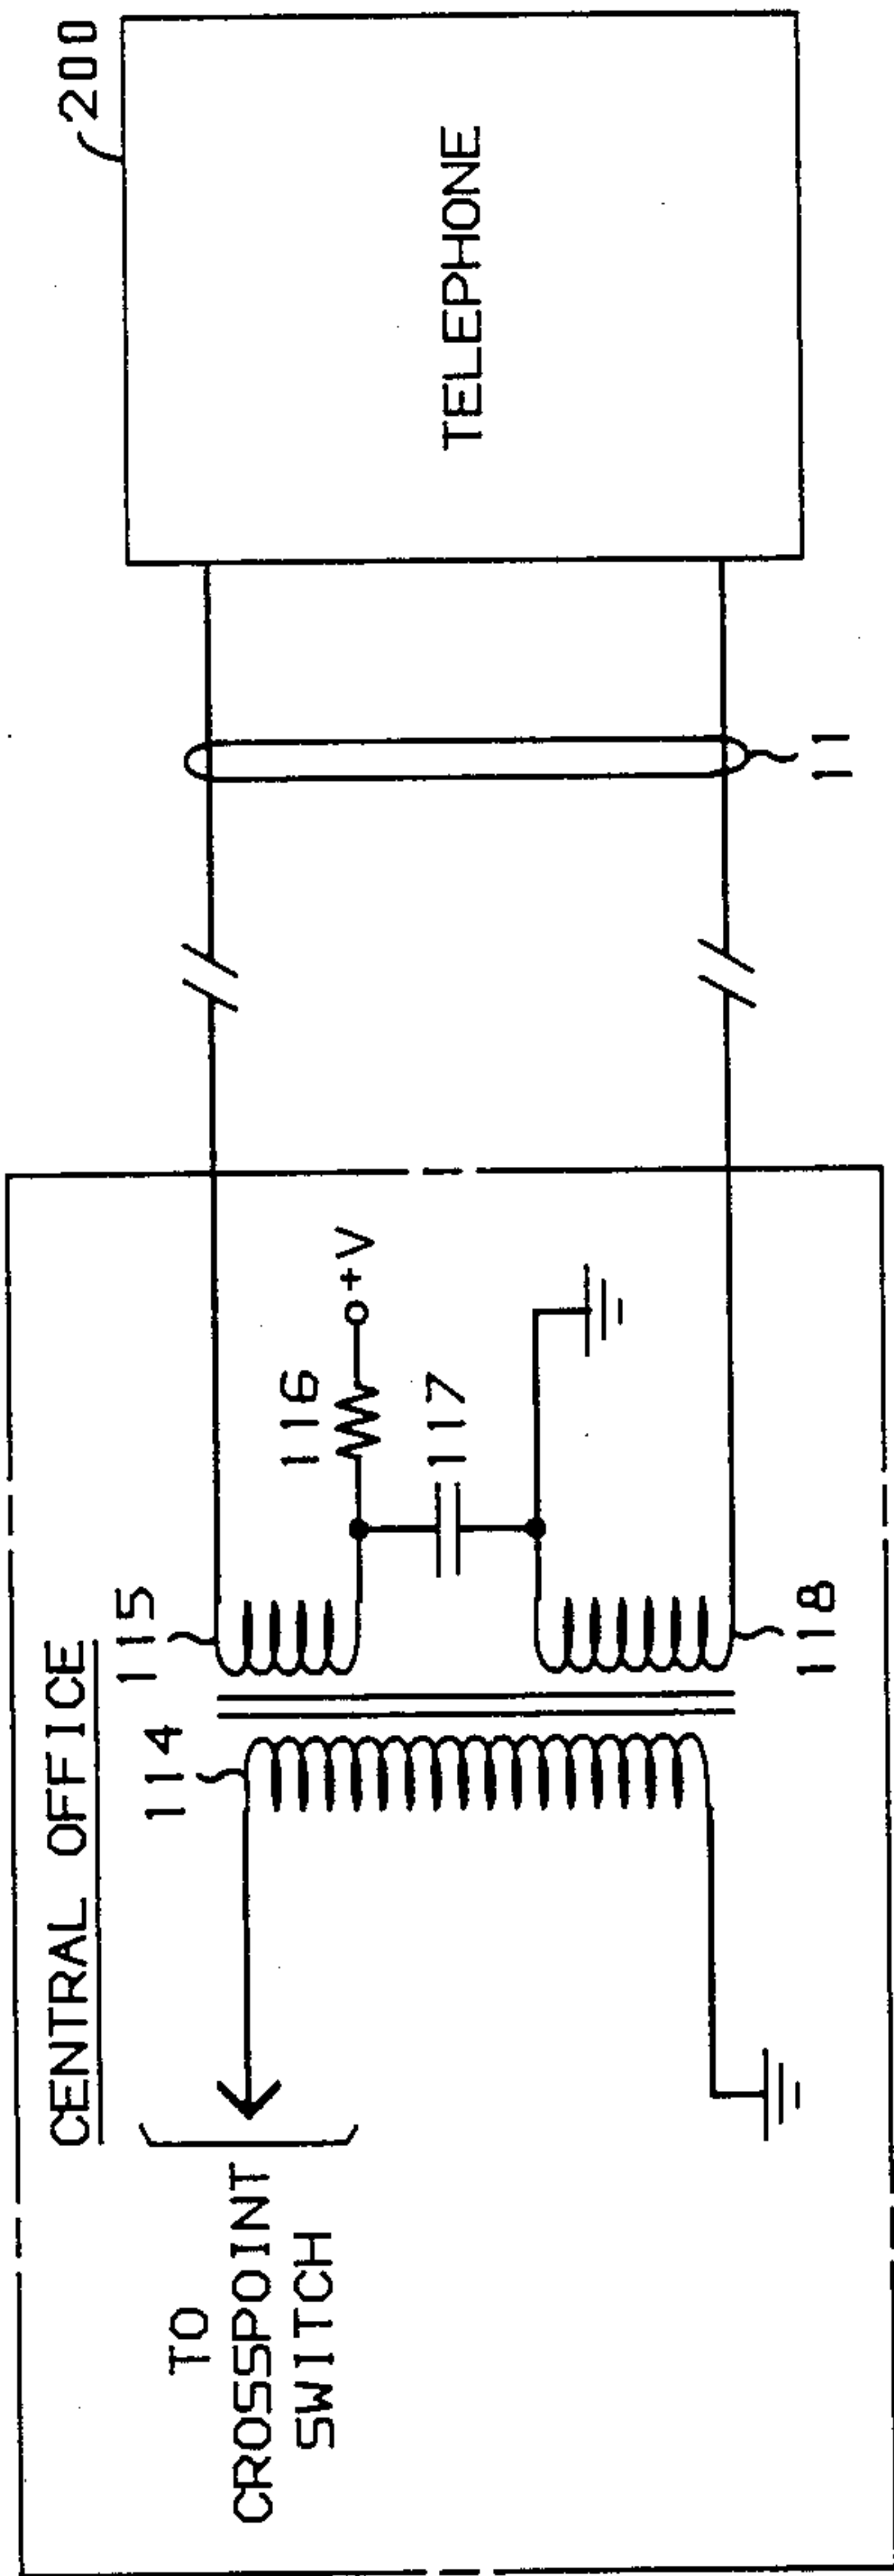 CENTRAL OFFICE
TO
CROSSPOINT
SWITCH
114
115
116
+V
117
118
11
200
TELEPHONE